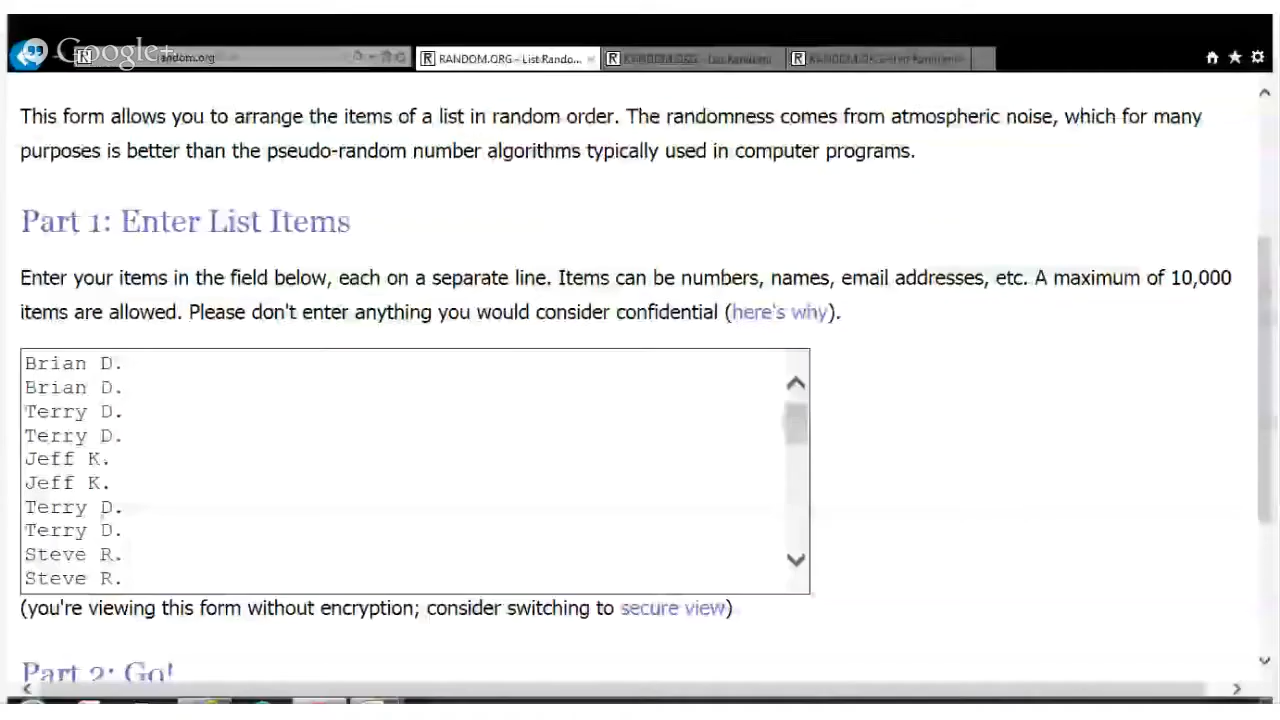 Google+
andom.org
RANDOM.ORG - List Rando...
This form allows you to arrange the items of a list in random order. The randomness comes from atmospheric noise, which for many
purposes is better than the pseudo-random number algorithms typically used in computer programs.
Part 1: Enter List Items
Enter your items in the field below, each on a separate line. Items can be numbers, names, email addresses, etc. A maximum of 10,000
items are allowed. Please don't enter anything you would consider confidential (here's why).
Brian D.
Brian D.
Terry D.
Terry D.
Jeff K.
Jeff K.
Terry D.
Terry D.
Steve R.
Steve R.
(you're viewing this form without encryption; consider switching to secure view)
Part 2: Go!